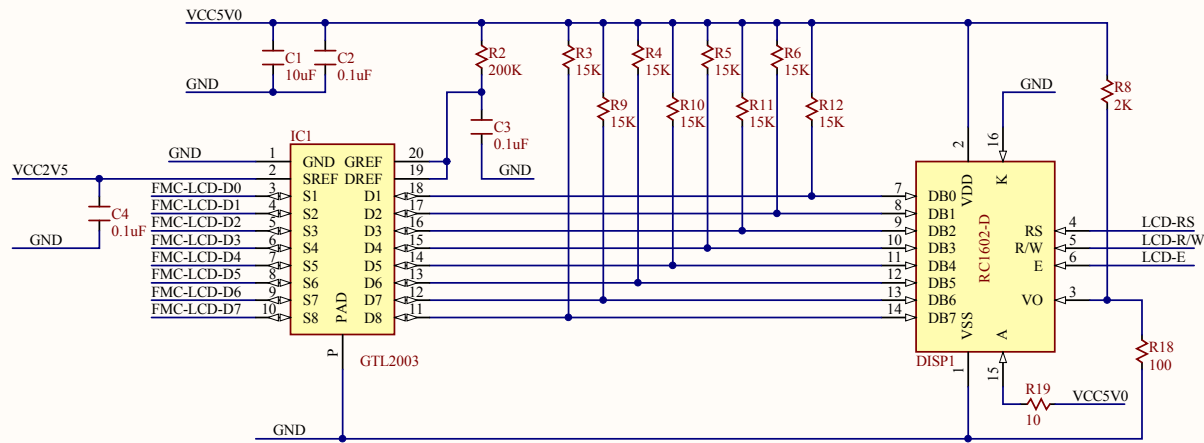 VCC5V0
C1
10uF
C2
0.1uF
GND
R2
200K
R3
15K
R4
15K
R5
15K
R6
15K
R9
15K
R10
15K
R11
15K
R12
15K
R8
2K
C3
0.1uF
GND
GND
IC1
GND
VCC2V5
C4
0.1uF
GND
1 GND GREF 20
2 SREF DREF 19
FMC-LCD-D0 3 S1 D1 18
FMC-LCD-D1 4 S2 D2 17
FMC-LCD-D2 5 S3 D3 16
FMC-LCD-D3 6 S4 D4 15
FMC-LCD-D4 7 S5 D5 14
FMC-LCD-D5 8 S6 D6 13
FMC-LCD-D6 9 S7 D7 12
FMC-LCD-D7 10 S8 D8 11
PAD
P
GTL2003
2 VDD
16 K
7 DB0
8 DB1
9 DB2
10 DB3
11 DB4
12 DB5
13 DB6
14 DB7
RC1602-D
RS 4 LCD-RS
R/W 5 LCD-R/W
E 6 LCD-E
VO 3
VSS 1
A 15
DISP1
R18
100
R19
10
VCC5V0
GND